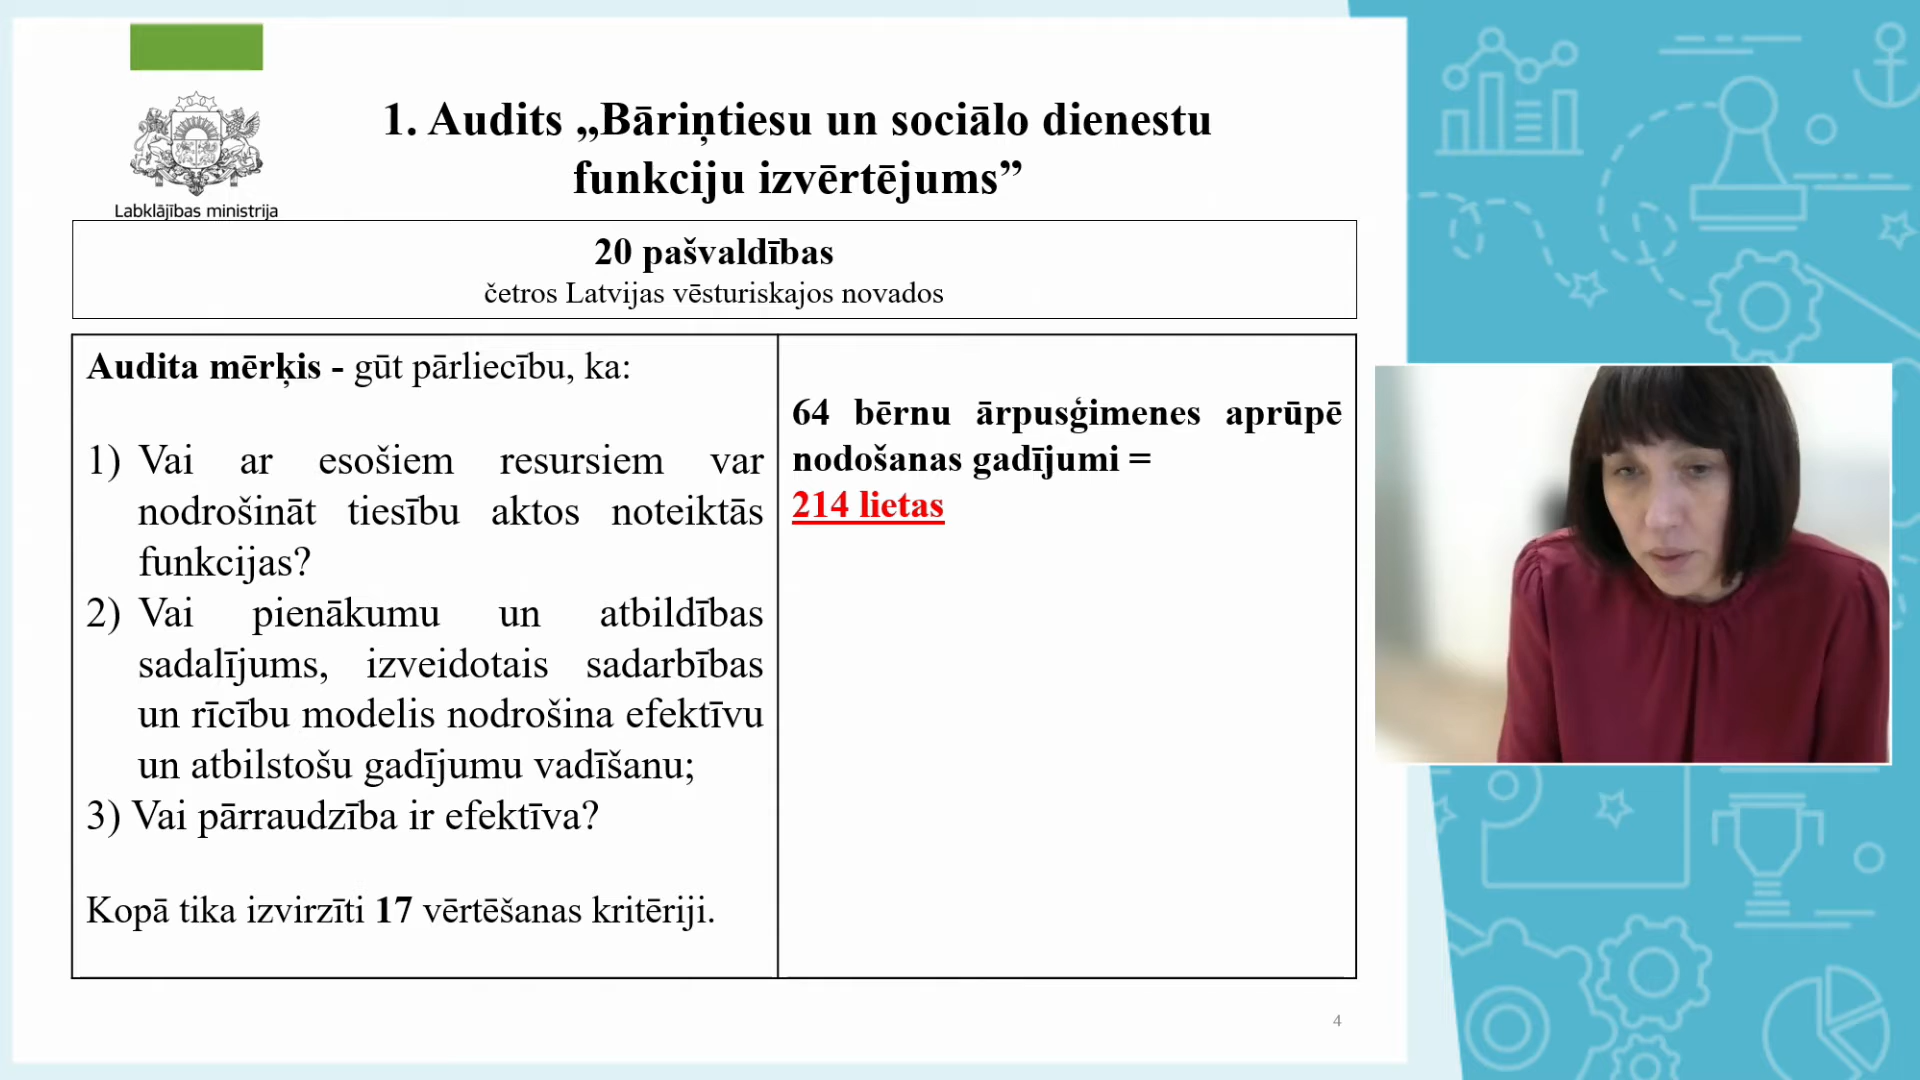 1. Audits „Bāriņtiesu un sociālo dienestu
funkciju izvērtējums”
Labklājības ministrija
20 pašvaldības
četros Latvijas vēsturiskajos novados
Audita mērķis - gūt pārliecību, ka:
1) Vai ar esošiem resursiem var
nodrošināt tiesību aktos noteiktās
funkcijas?
2) Vai pienākumu un atbildības
sadalījums, izveidotais sadarbības
un rīcību modelis nodrošina efektīvu
un atbilstošu gadījumu vadīšanu;
3) Vai pārraudzība ir efektīva?
Kopā tika izvirzīti 17 vērtēšanas kritēriji.
64 bērnu ārpusģimenes aprūpē
nodošanas gadījumi =
214 lietas
4